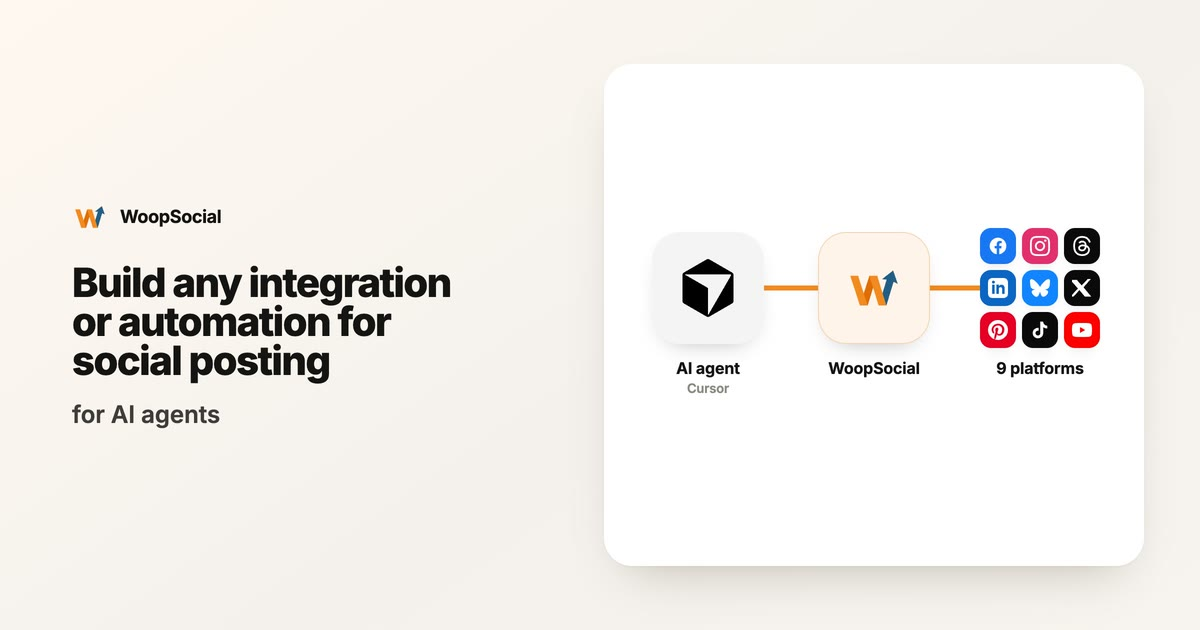 WoopSocial
Build any integration
or automation for
social posting
for AI agents
AI agent
Cursor
WoopSocial
9 platforms